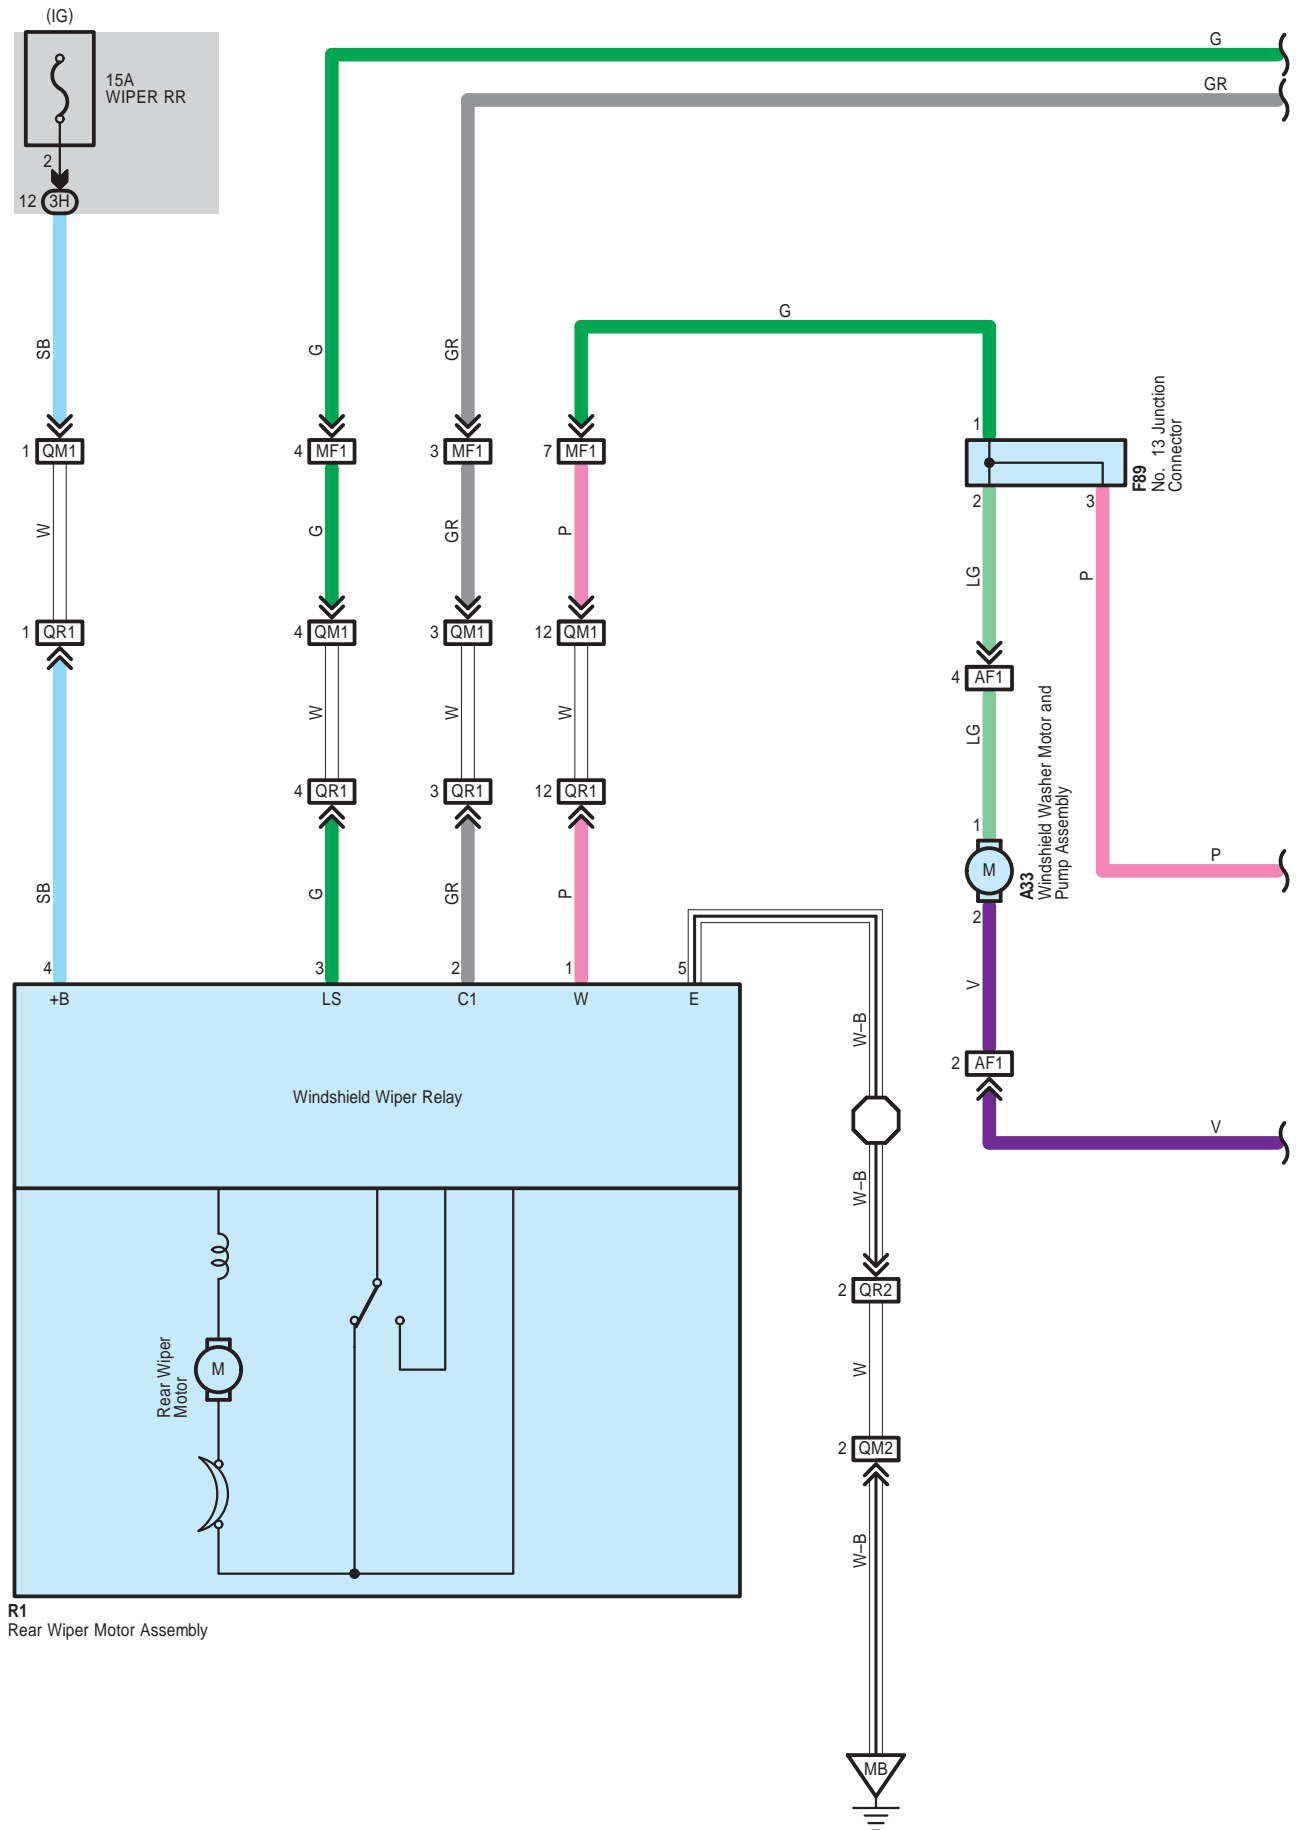 (IG)
15A
WIPER RR
2
12 3H
G
GR
SB
G
GR
G
1 QM1
4 MF1
3 MF1
7 MF1
1
F89
No. 13 Junction
Connector
2
3
W
G
GR
P
LG
P
1 QR1
4 QM1
3 QM1
12 QM1
4 AF1
W
W
W
LG
4 QR1
3 QR1
12 QR1
1
M
A33
Windshield Washer Motor and
Pump Assembly
2
P
SB
G
GR
P
4
3
2
1
5
+B
LS
C1
W
E
V
W–B
2 AF1
V
Windshield Wiper Relay
W–B
2 QR2
W
2 QM2
W–B
Rear Wiper
Motor
M
MB
R1
Rear Wiper Motor Assembly